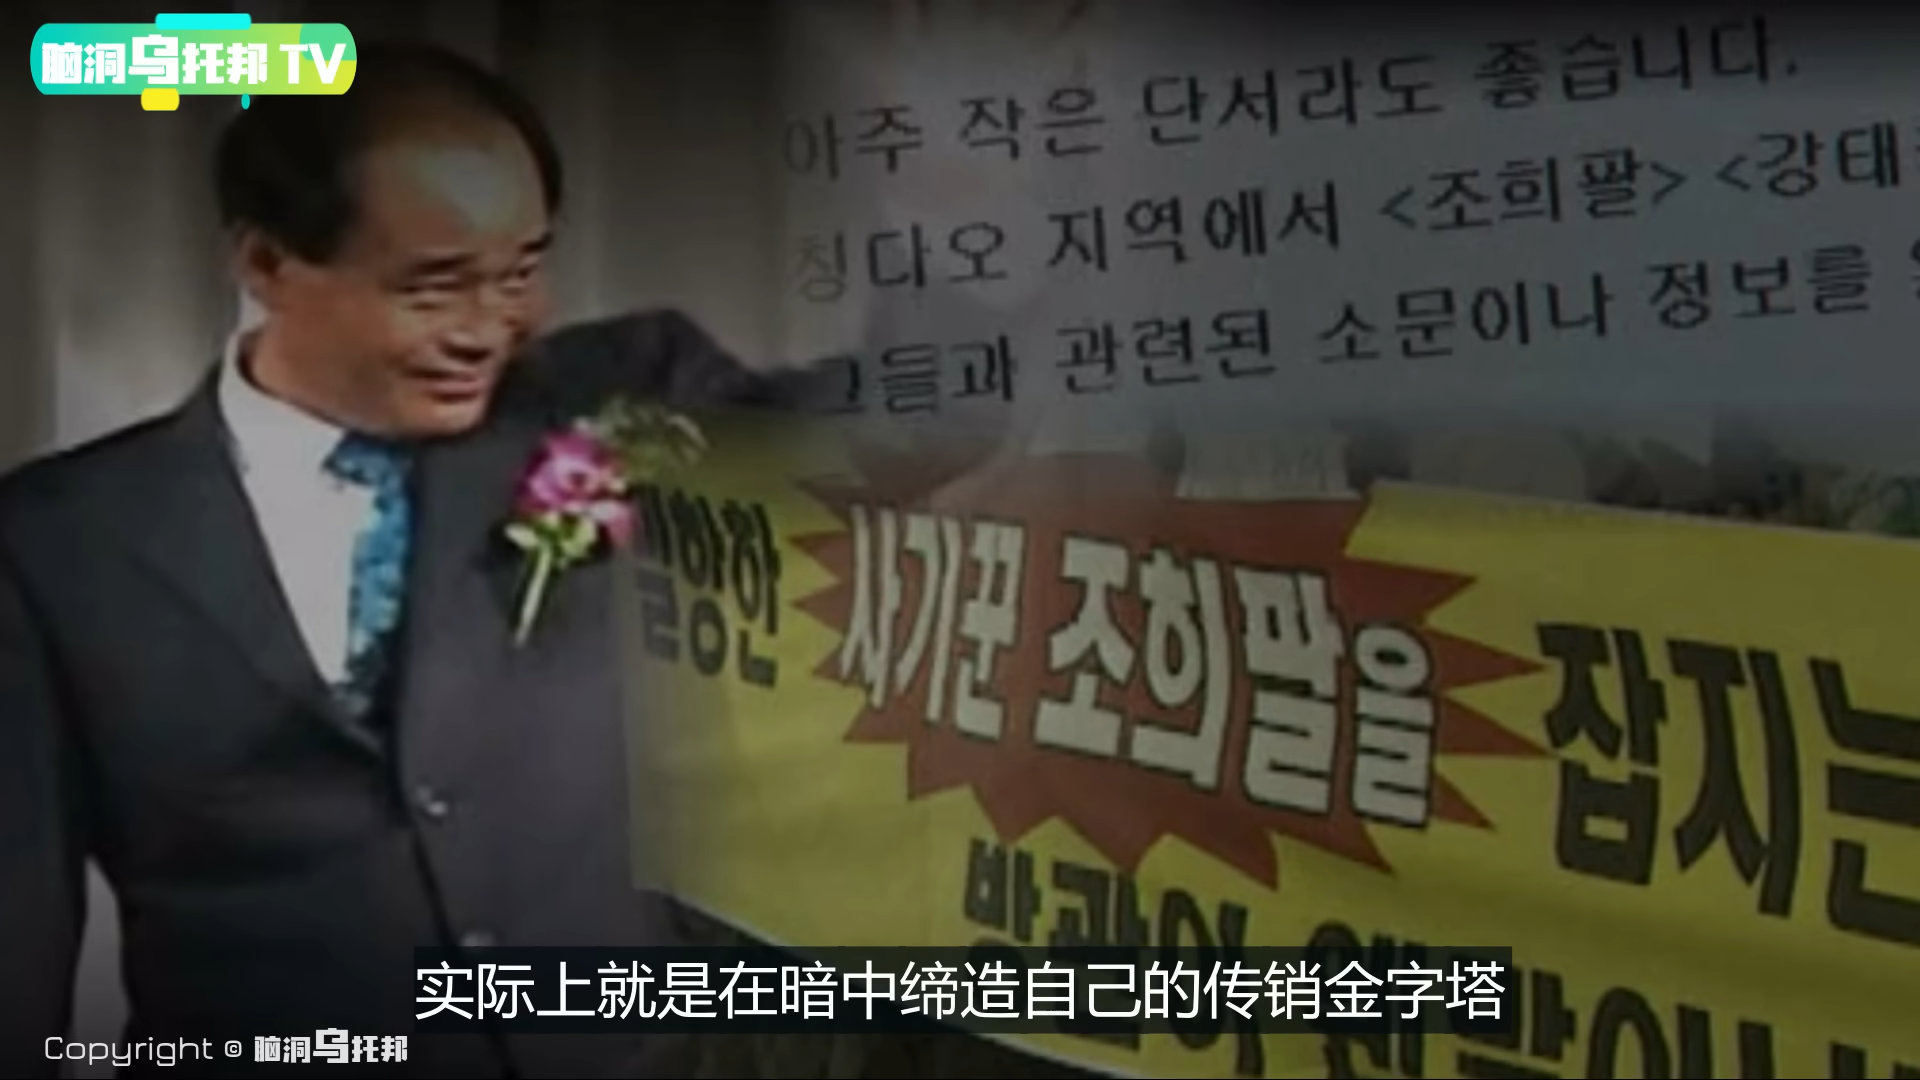 脑洞乌托邦 TV
아주 작은 단서라도 좋습니다.
칭다오 지역에서 <조희팔> <강태
그들과 관련된 소문이나 정보를
사기꾼 조희팔을 잡지는
实际上就是在暗中缔造自己的传销金字塔
Copyright © 脑洞乌托邦